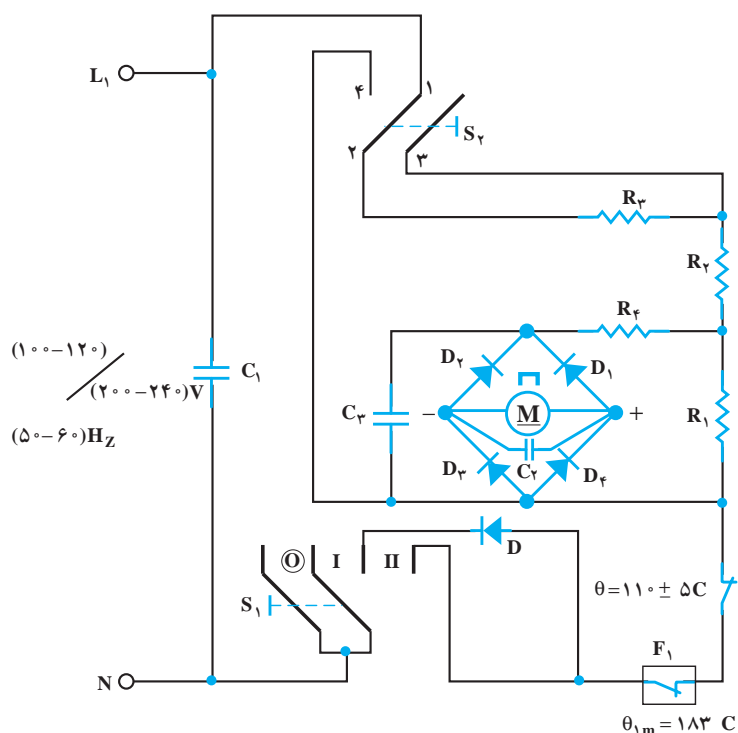 L۱
۴
۱
S۲
۲
۳
R۳
R۲
R۴
(۱۰۰–۱۲۰)
(۲۰۰–۲۴۰)V
(۵۰–۶۰)HZ
C۱
D۲
D۱
C۳
–
M
+
R۱
D۳
C۲
D۴
O
I
II
D
S۱
θ=۱۱۰± ۵C
F۱
N
θ۱m = ۱۸۳ C